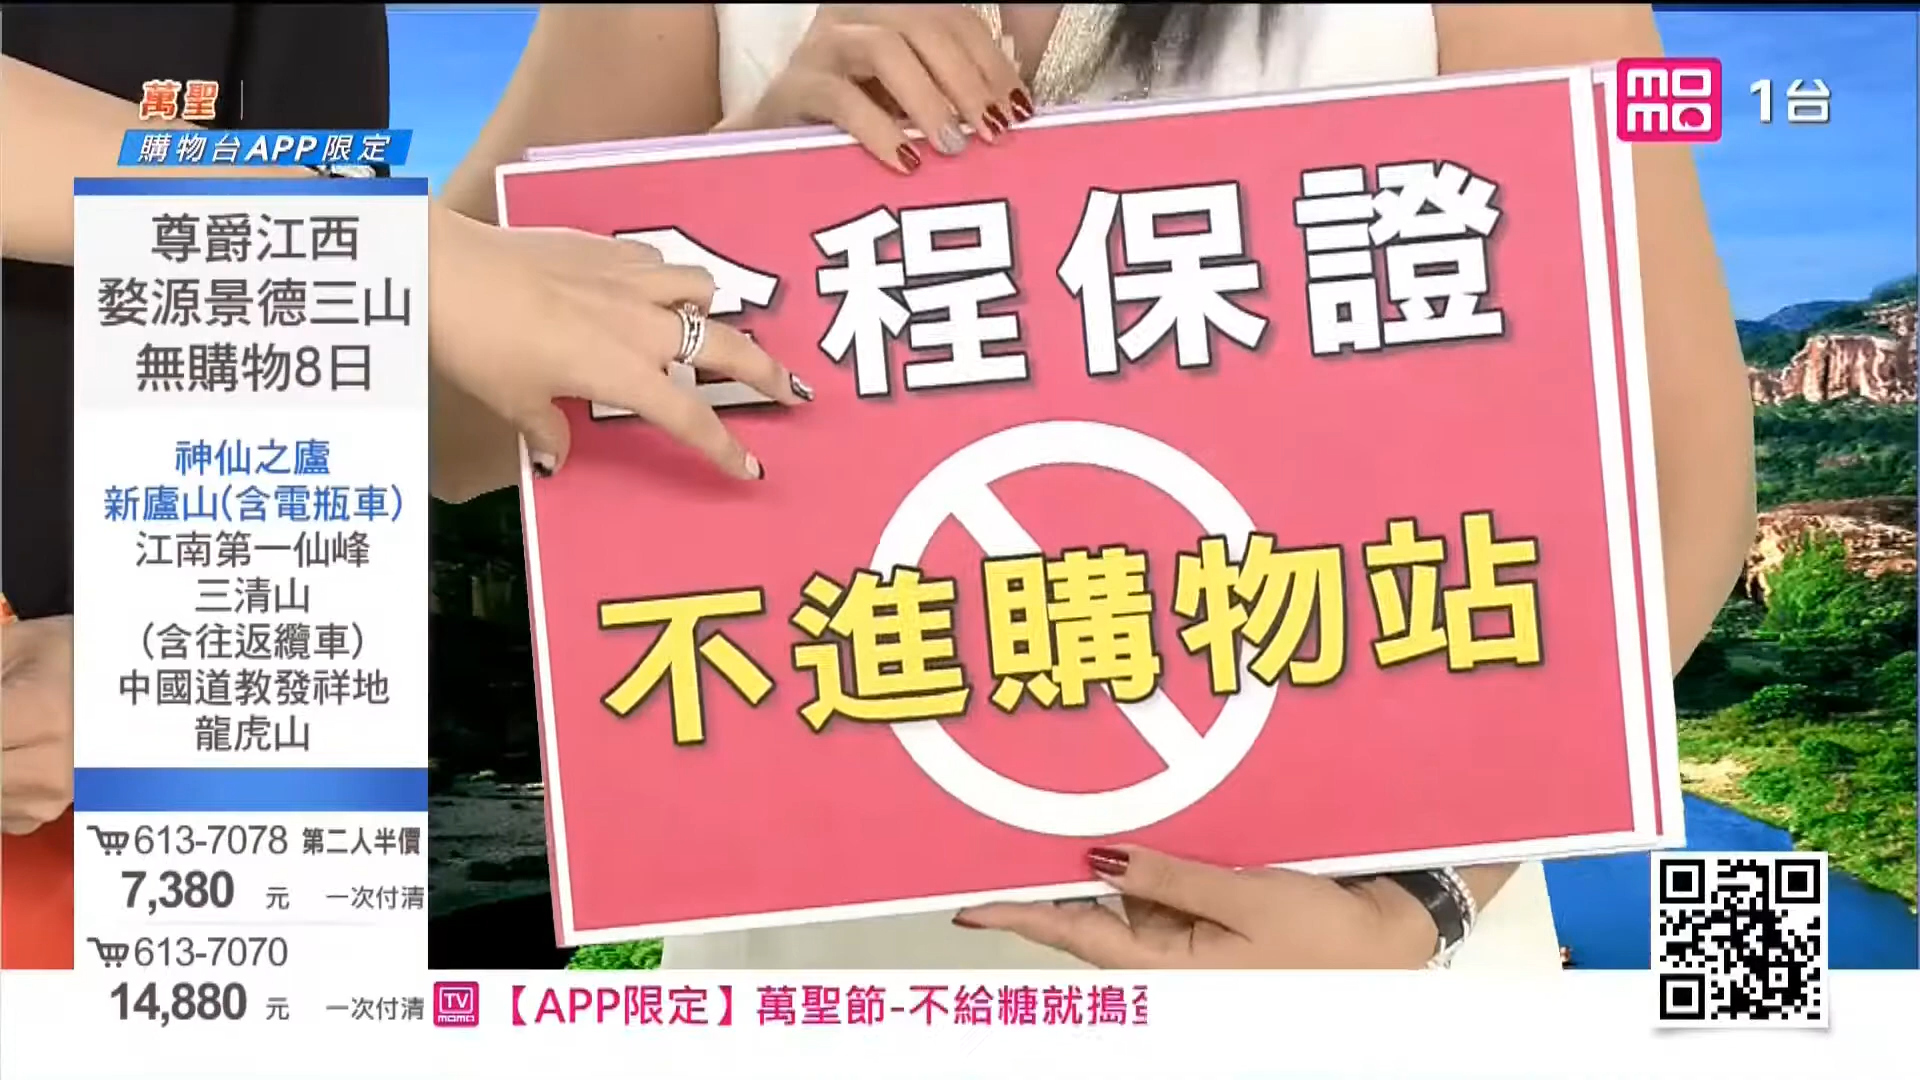 萬聖
購物台APP限定
尊爵江西
婺源景德三山
無購物8日
神仙之廬
新廬山(含電瓶車)
江南第一仙峰
三清山
(含往返纜車)
中國道教發祥地
龍虎山
613-7078 第二人半價
7,380 元 一次付清
613-7070
14,880 元 一次付清
全程保證
不進購物站
momo 1台
TV momo
【APP限定】萬聖節-不給糖就搗